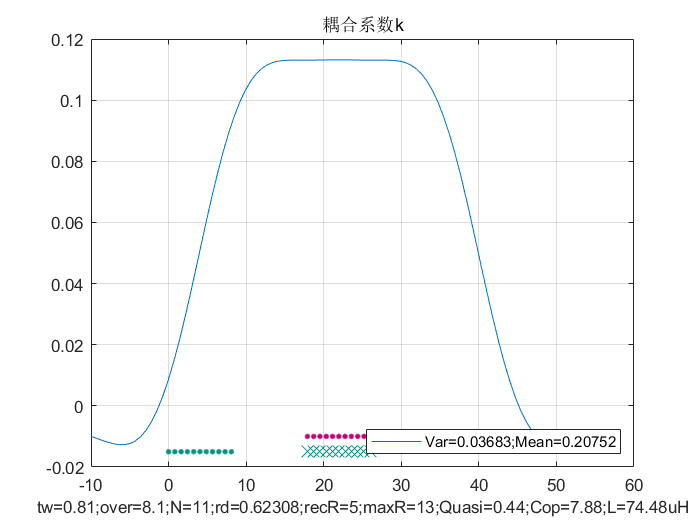 耦合系数k
0.12
0.1
0.08
0.06
0.04
0.02
0
-0.02
Var=0.03683;Mean=0.20752
-10 0 10 20 30 40 50 60
tw=0.81;over=8.1;N=11;rd=0.62308;recR=5;maxR=13;Quasi=0.44;Cop=7.88;L=74.48uH